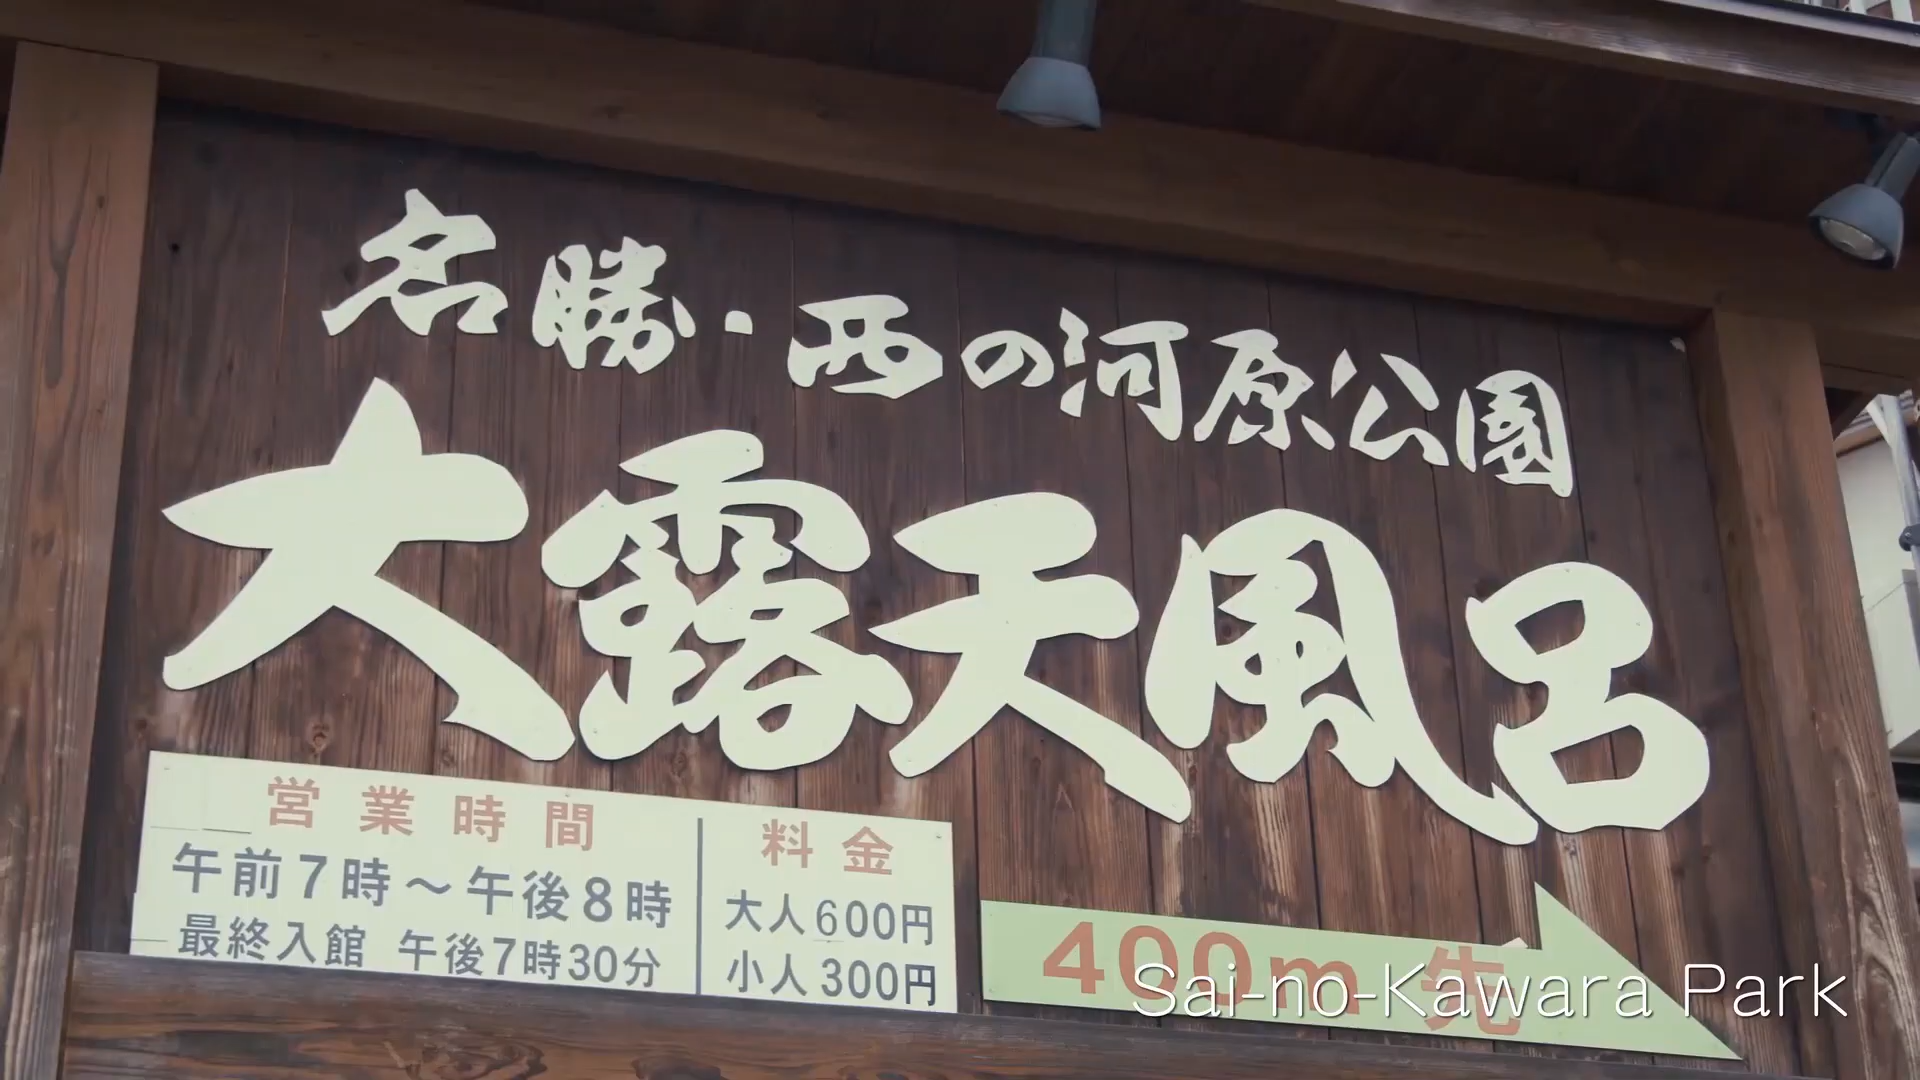 名勝・西の河原公園
大露天風呂
営業時間
午前7時～午後8時
最終入館 午後7時30分
料金
大人600円
小人300円
400m先
Sai-no-Kawara Park